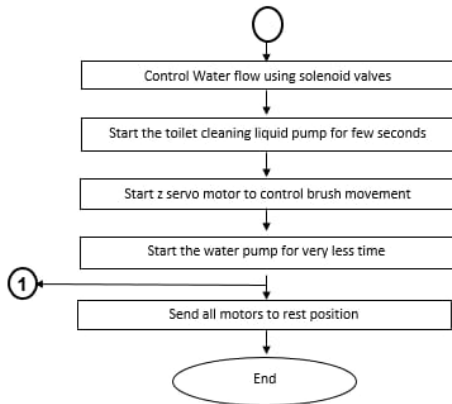 Control Water flow using solenoid valves
Start the toilet cleaning liquid pump for few seconds
Start z servo motor to control brush movement
Start the water pump for very less time
1
Send all motors to rest position
End